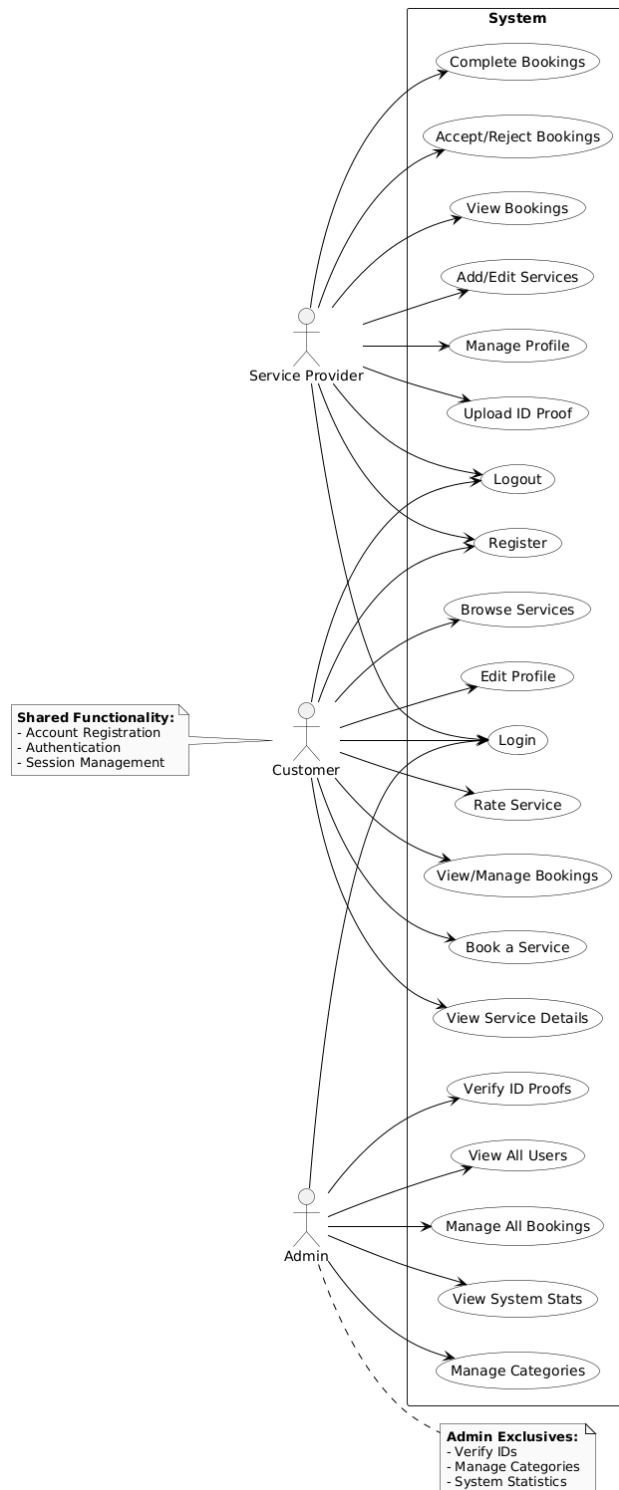 System
Complete Bookings
Accept/Reject Bookings
View Bookings
Add/Edit Services
Manage Profile
Service Provider
Upload ID Proof
Logout
Register
Browse Services
Edit Profile
Shared Functionality:
- Account Registration
- Authentication
- Session Management
Customer
Login
Rate Service
View/Manage Bookings
Book a Service
View Service Details
Verify ID Proofs
View All Users
Manage All Bookings
Admin
View System Stats
Manage Categories
Admin Exclusives:
- Verify IDs
- Manage Categories
- System Statistics